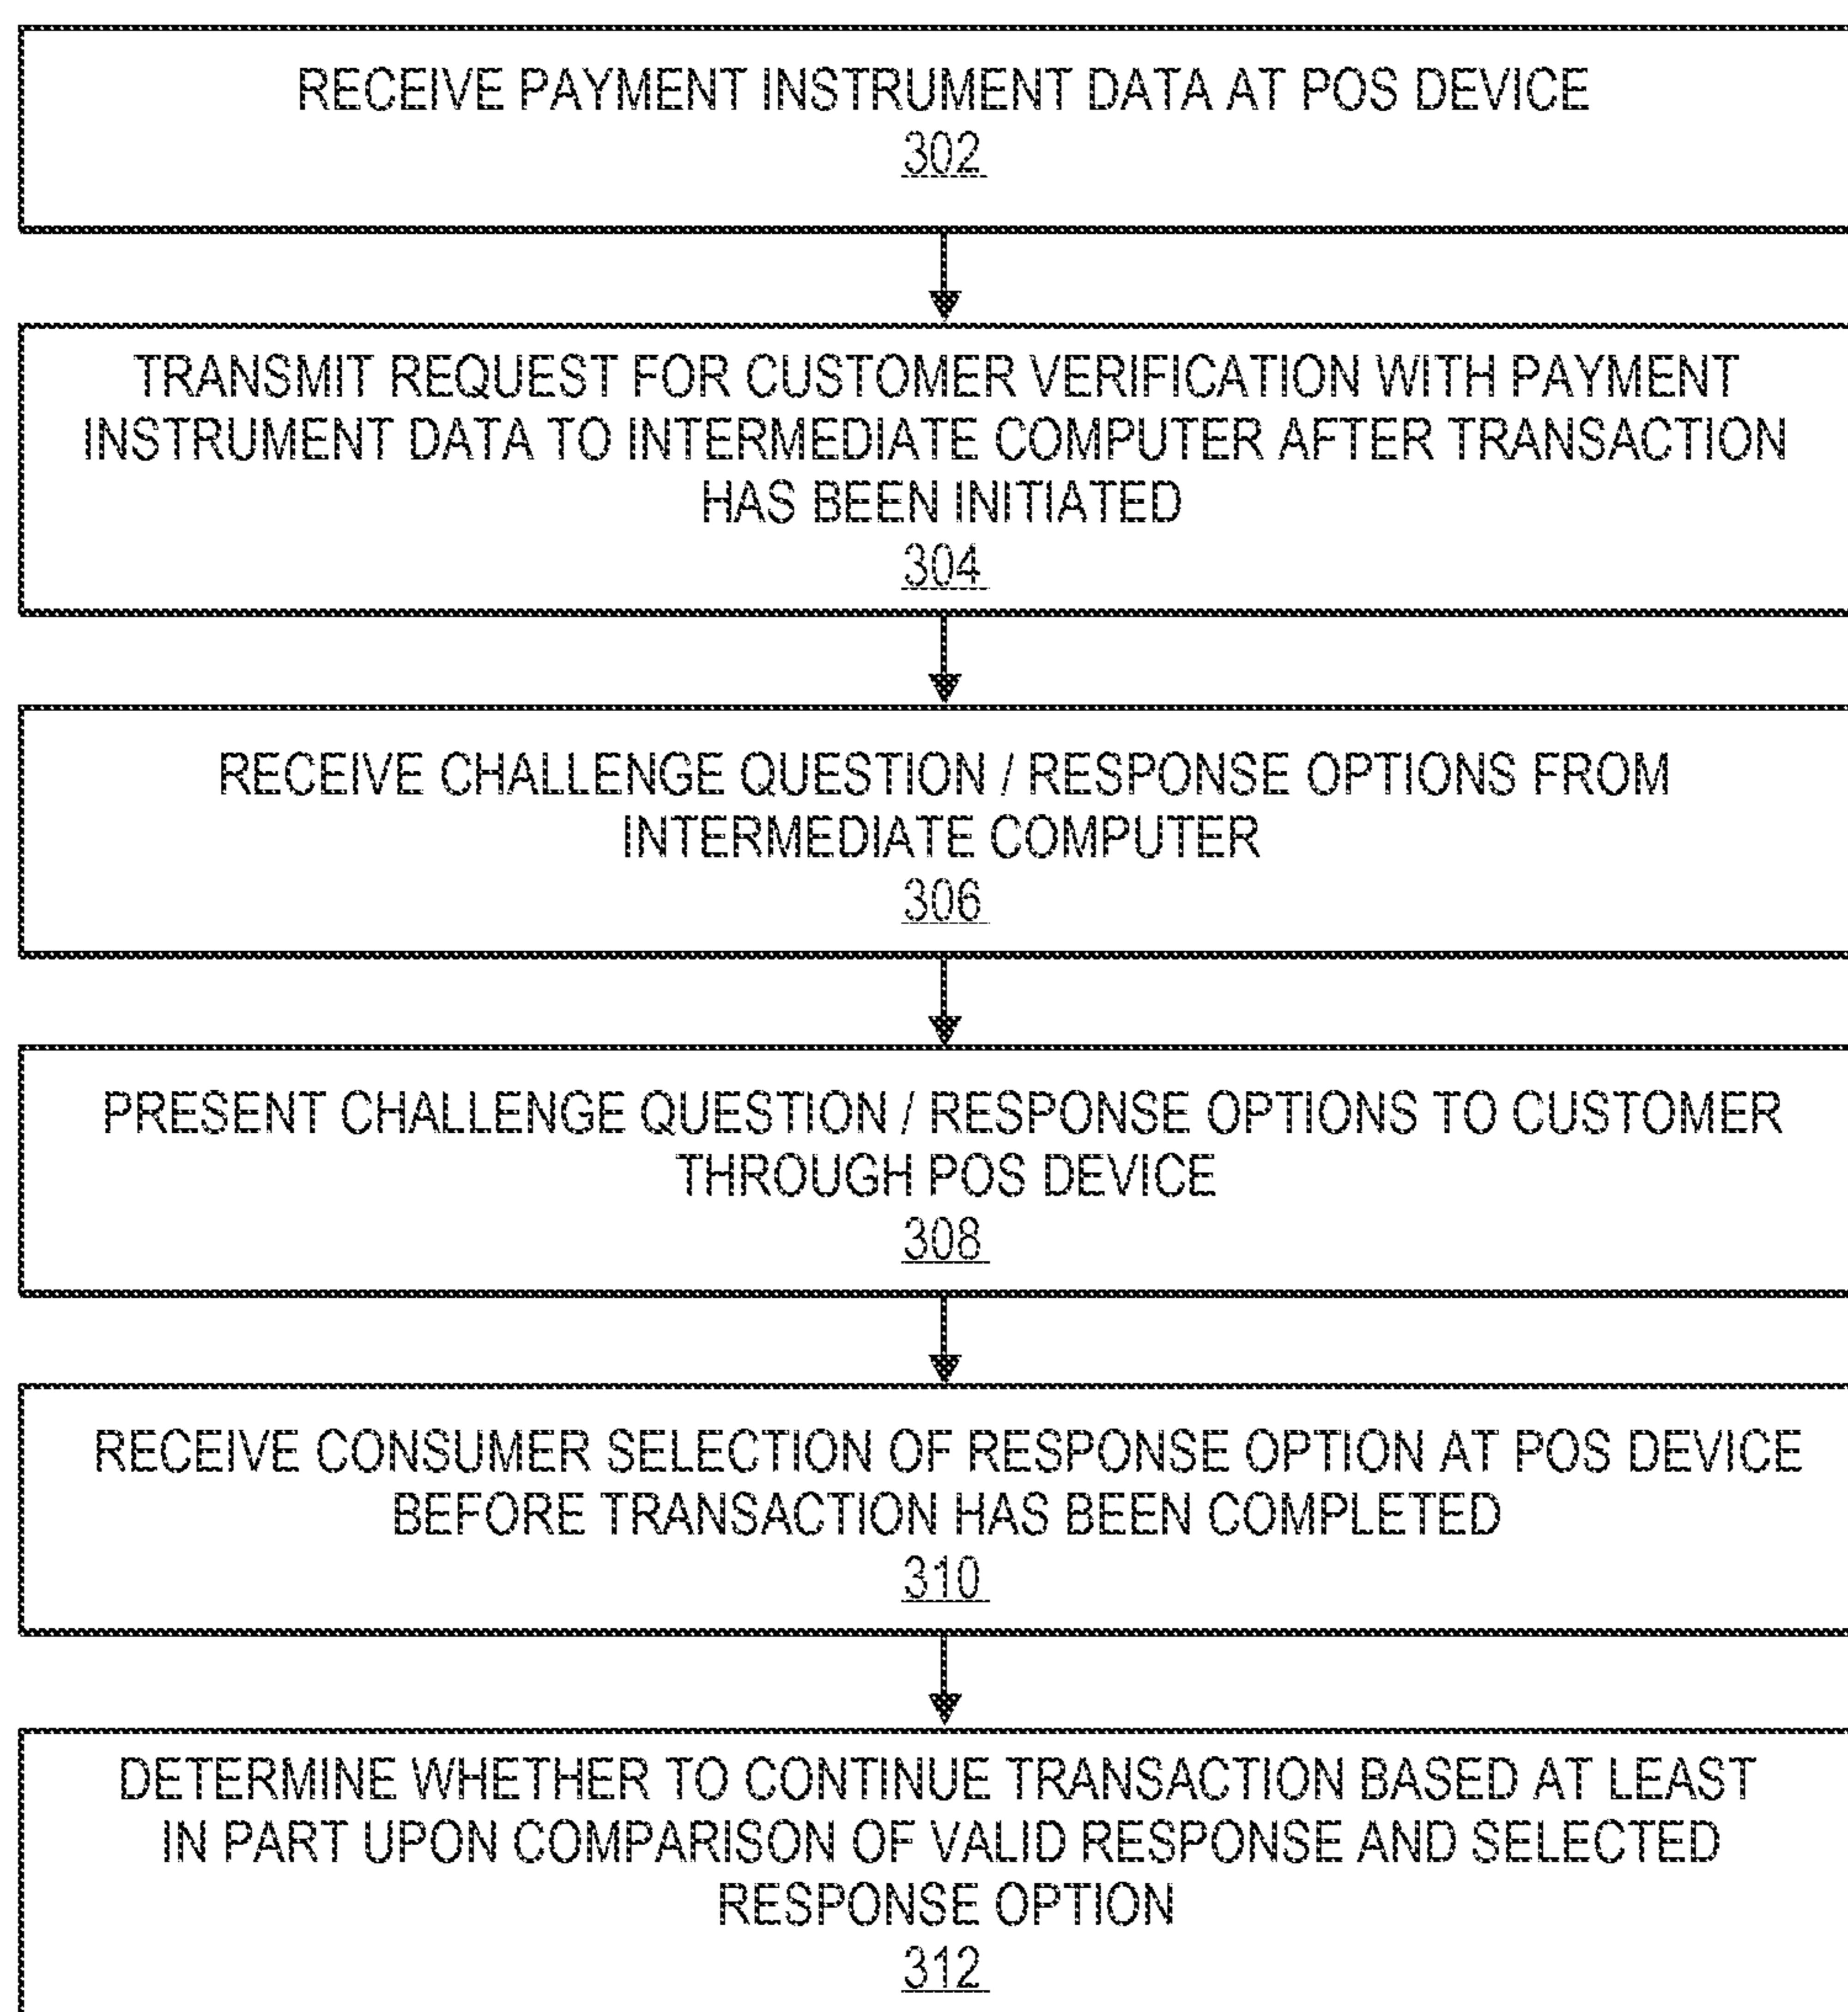 RECEIVE PAYMENT INSTRUMENT DATA AT POS DEVICE
302
TRANSMIT REQUEST FOR CUSTOMER VERIFICATION WITH PAYMENT
INSTRUMENT DATA TO INTERMEDIATE COMPUTER AFTER TRANSACTION
HAS BEEN INITIATED
304
RECEIVE CHALLENGE QUESTION / RESPONSE OPTIONS FROM
INTERMEDIATE COMPUTER
306
PRESENT CHALLENGE QUESTION / RESPONSE OPTIONS TO CUSTOMER
THROUGH POS DEVICE
308
RECEIVE CONSUMER SELECTION OF RESPONSE OPTION AT POS DEVICE
BEFORE TRANSACTION HAS BEEN COMPLETED
310
DETERMINE WHETHER TO CONTINUE TRANSACTION BASED AT LEAST
IN PART UPON COMPARISON OF VALID RESPONSE AND SELECTED
RESPONSE OPTION
312